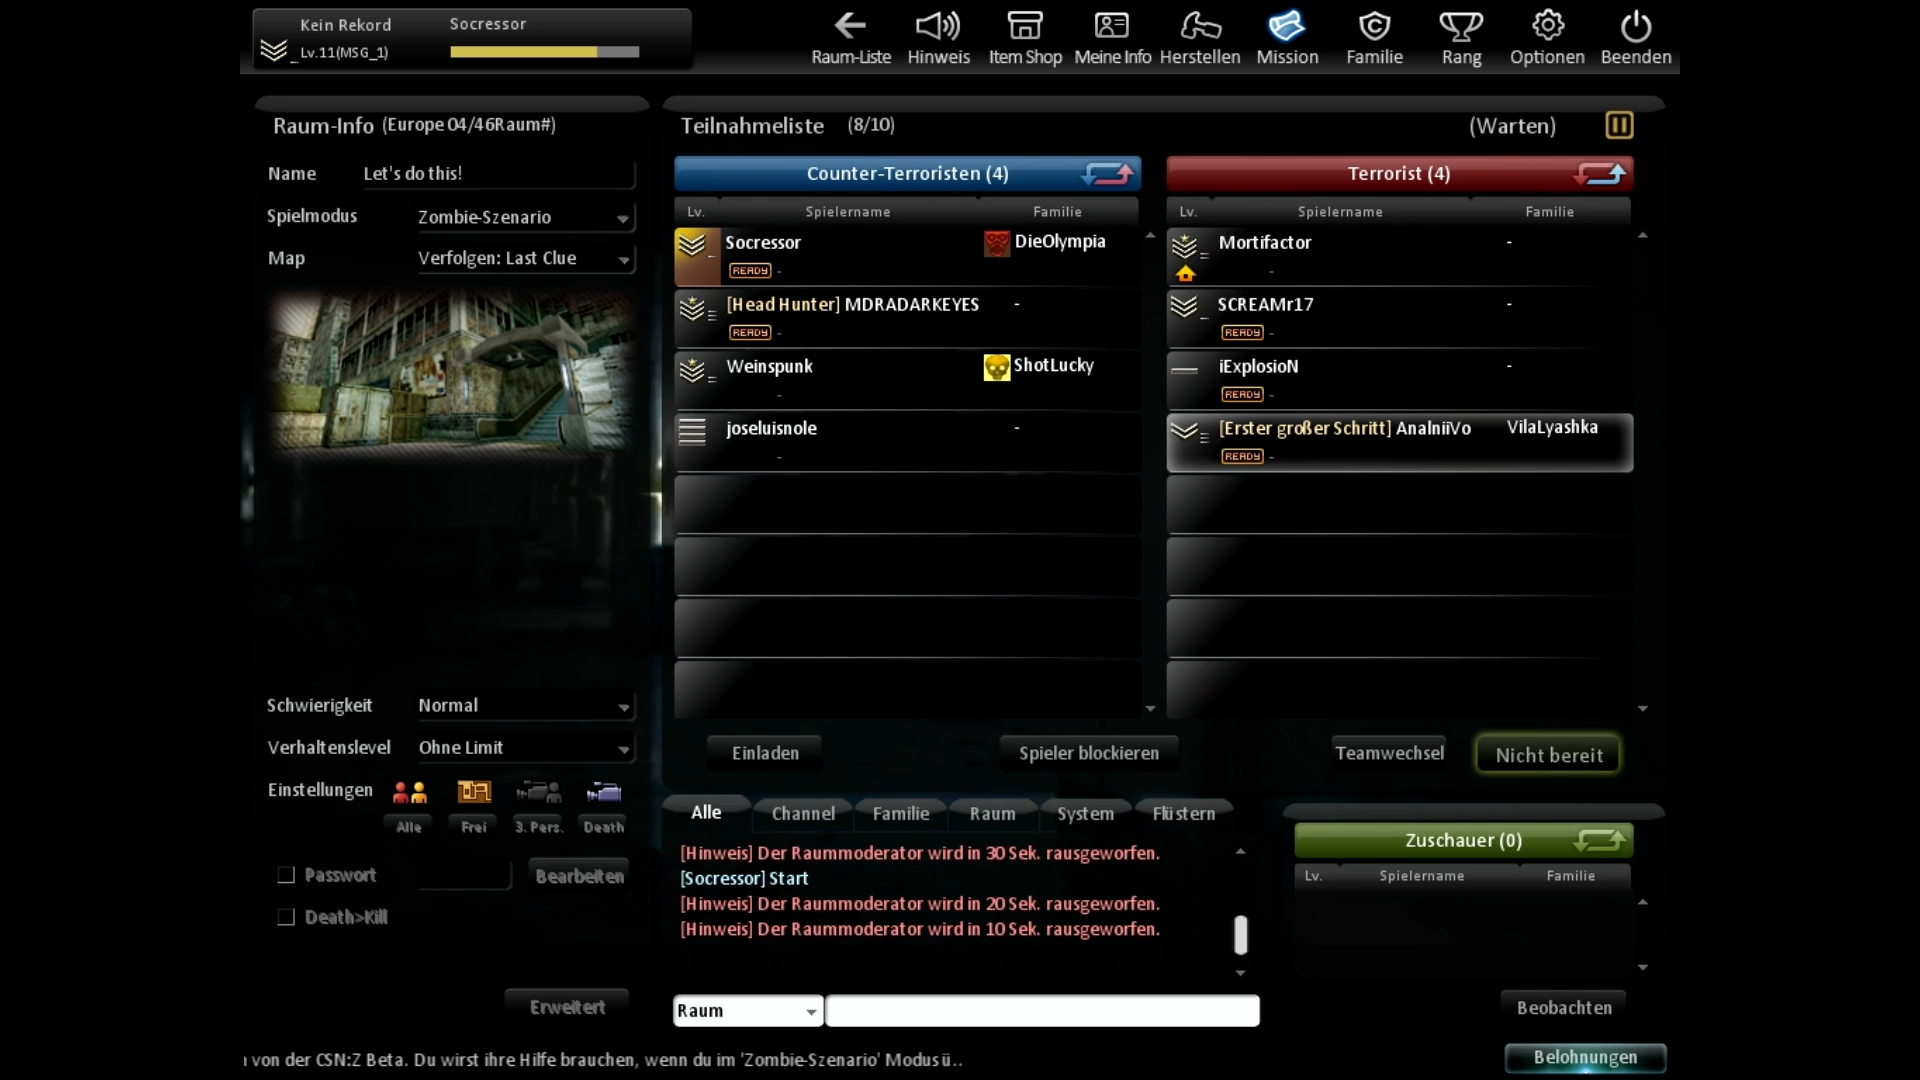 Kein Rekord
Socressor
Lv.11(MSG_1)
Raum-Liste
Hinweis
Item Shop
Meine Info
Herstellen
Mission
Familie
Rang
Optionen
Beenden
Raum-Info (Europe 04/46Raum#)
Name Let's do this!
Spielmodus Zombie-Szenario
Map Verfolgen: Last Clue
Schwierigkeit Normal
Verhaltenslevel Ohne Limit
Einstellungen
Alle Frei 3. Pers. Death
Passwort Bearbeiten
Death>Kill
Erweitert
Teilnahmeliste (8/10)
(Warten)
Counter-Terroristen (4)
Lv. Spielername Familie
Socressor DieOlympia
READY -
[Head Hunter] MDRADARKEYES -
READY -
Weinspunk ShotLucky
-
joseluisnole -
-
Terrorist (4)
Lv. Spielername Familie
Mortifactor -
-
SCREAMr17 -
READY -
iExplosioN -
READY -
[Erster großer Schritt] AnalniiVo VilaLyashka
READY -
Einladen
Spieler blockieren
Teamwechsel
Nicht bereit
Alle Channel Familie Raum System Flüstern
[Hinweis] Der Raummoderator wird in 30 Sek. rausgeworfen.
[Socressor] Start
[Hinweis] Der Raummoderator wird in 20 Sek. rausgeworfen.
[Hinweis] Der Raummoderator wird in 10 Sek. rausgeworfen.
Raum
Zuschauer (0)
Lv. Spielername Familie
Beobachten
von der CSN:Z Beta. Du wirst ihre Hilfe brauchen, wenn du im 'Zombie-Szenario' Modus ü..
Belohnungen